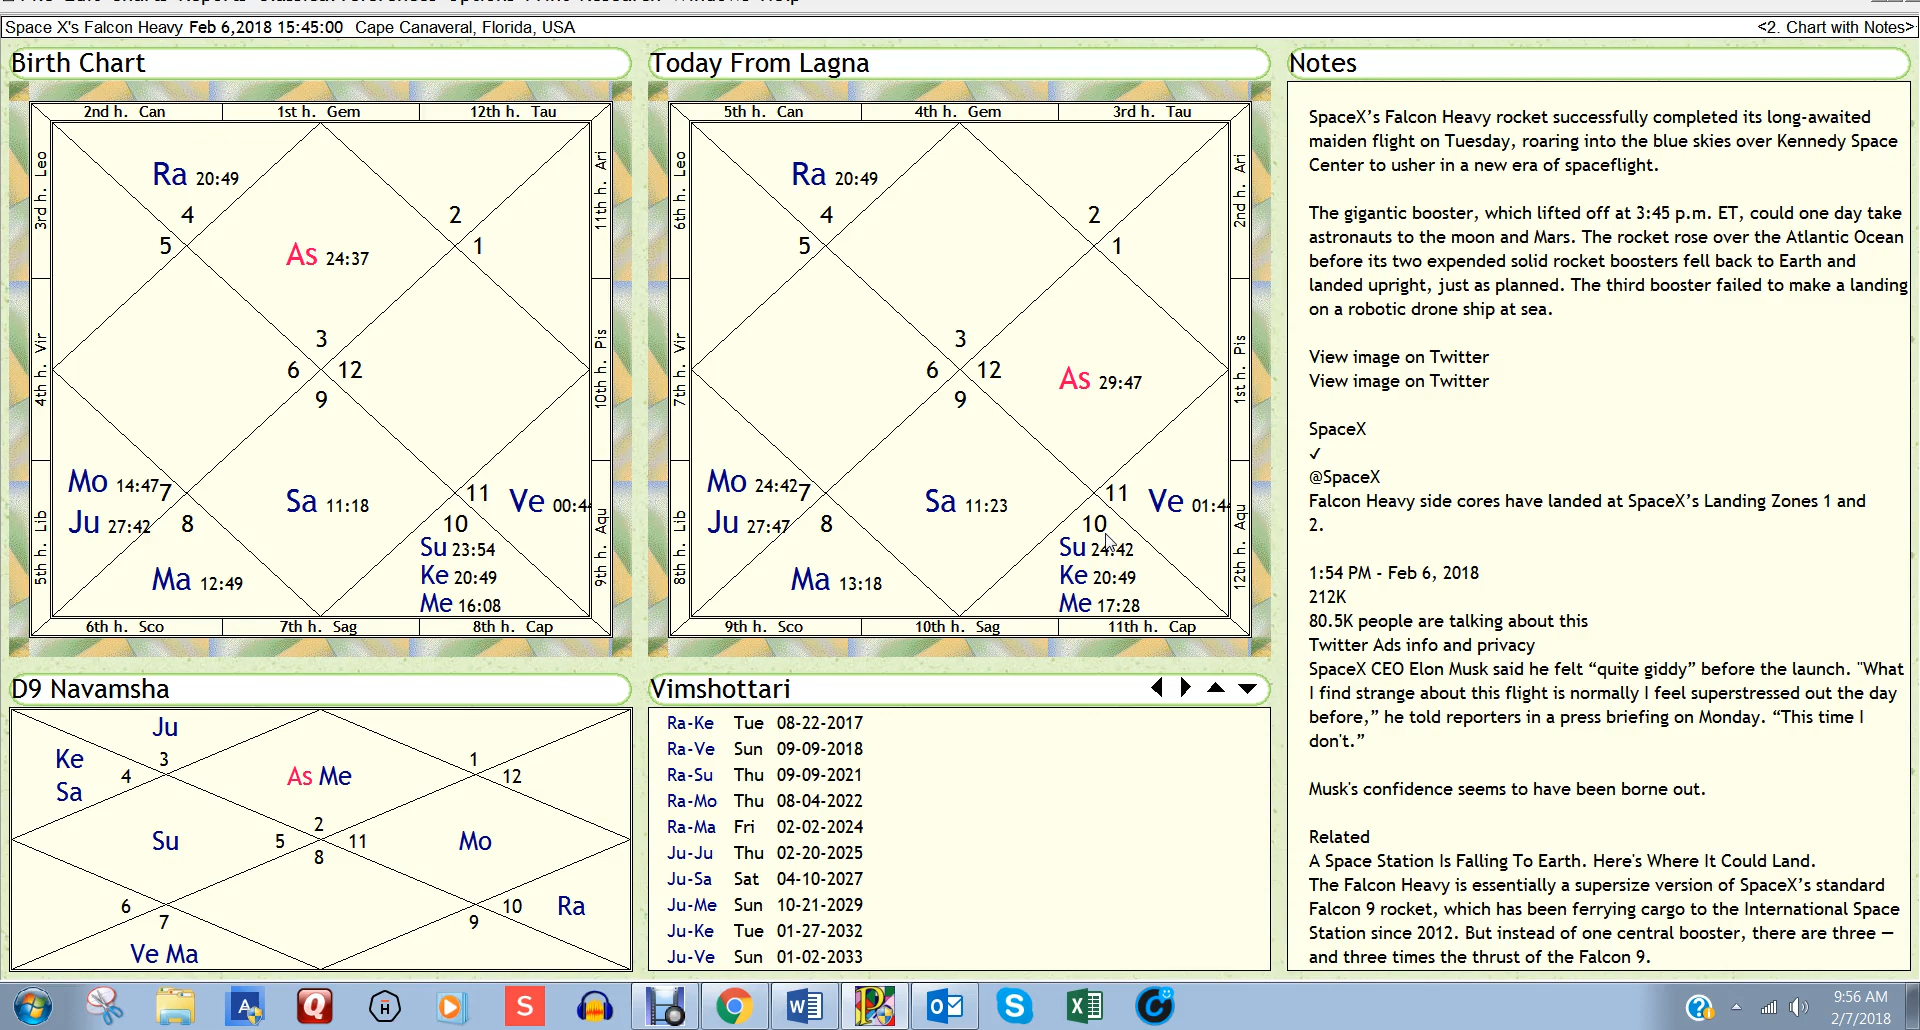 Space X's Falcon Heavy Feb 6,2018 15:45:00 Cape Canaveral, Florida, USA
<2. Chart with Notes>
Birth Chart
2nd h. Can 1st h. Gem 12th h. Tau
3rd h. Leo
4th h. Vir
5th h. Lib
11th h. Ari
10th h. Pis
9th h. Aqu
Ra 20:49
4
2
5
1
As 24:37
3
6
12
9
Mo 14:47
7
Ju 27:42
8
Sa 11:18
11
Ve 00:44
10
Su 23:54
Ke 20:49
Me 16:08
Ma 12:49
6th h. Sco 7th h. Sag 8th h. Cap
Today From Lagna
5th h. Can 4th h. Gem 3rd h. Tau
6th h. Leo
7th h. Vir
8th h. Lib
2nd h. Ari
1st h. Pis
12th h. Aqu
Ra 20:49
4
2
5
1
3
6
12
9
As 29:47
Mo 24:42
7
Ju 27:47
8
Sa 11:23
11
Ve 01:4
10
Su 24:42
Ke 20:49
Me 17:28
Ma 13:18
9th h. Sco 10th h. Sag 11th h. Cap
D9 Navamsha
Ju
Ke
3
4
Sa
As Me
1
12
Su
2
5
11
8
Mo
6
7
Ve Ma
10
9
Ra
Vimshottari
Ra-Ke Tue 08-22-2017
Ra-Ve Sun 09-09-2018
Ra-Su Thu 09-09-2021
Ra-Mo Thu 08-04-2022
Ra-Ma Fri 02-02-2024
Ju-Ju Thu 02-20-2025
Ju-Sa Sat 04-10-2027
Ju-Me Sun 10-21-2029
Ju-Ke Tue 01-27-2032
Ju-Ve Sun 01-02-2033
Notes
SpaceX’s Falcon Heavy rocket successfully completed its long-awaited
maiden flight on Tuesday, roaring into the blue skies over Kennedy Space
Center to usher in a new era of spaceflight.
The gigantic booster, which lifted off at 3:45 p.m. ET, could one day take
astronauts to the moon and Mars. The rocket rose over the Atlantic Ocean
before its two expended solid rocket boosters fell back to Earth and
landed upright, just as planned. The third booster failed to make a landing
on a robotic drone ship at sea.
View image on Twitter
View image on Twitter
SpaceX
✓
@SpaceX
Falcon Heavy side cores have landed at SpaceX’s Landing Zones 1 and
2.
1:54 PM - Feb 6, 2018
212K
80.5K people are talking about this
Twitter Ads info and privacy
SpaceX CEO Elon Musk said he felt “quite giddy” before the launch. "What
I find strange about this flight is normally I feel superstressed out the day
before,” he told reporters in a press briefing on Monday. “This time I
don't.”
Musk's confidence seems to have been borne out.
Related
A Space Station Is Falling To Earth. Here's Where It Could Land.
The Falcon Heavy is essentially a supersize version of SpaceX’s standard
Falcon 9 rocket, which has been ferrying cargo to the International Space
Station since 2012. But instead of one central booster, there are three —
and three times the thrust of the Falcon 9.
9:56 AM
2/7/2018